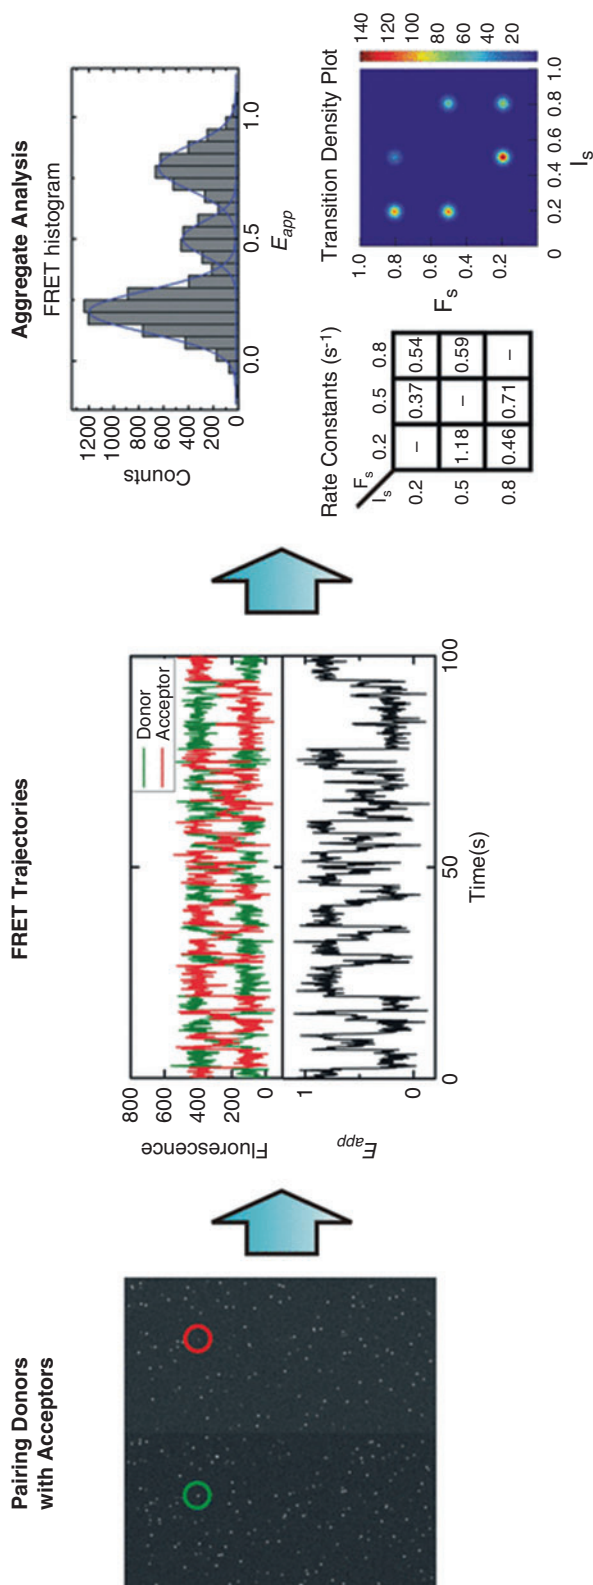 Pairing Donors
with Acceptors
FRET Trajectories
Fluorescence
800
600
400
200
0
Donor
Acceptor
E_app
1
0
0
50
100
Time(s)
Aggregate Analysis
FRET histogram
Counts
1200
1000
800
600
400
200
0
0.0
0.5
1.0
E_app
Rate Constants (s⁻¹)
F_s
I_s
0.2 0.5 0.8
0.2 – 0.37 0.54
0.5 1.18 – 0.59
0.8 0.46 0.71 –
Transition Density Plot
F_s
1.0
0.8
0.6
0.4
0.2
0 0.2 0.4 0.6 0.8 1.0
I_s
140
120
100
80
60
40
20